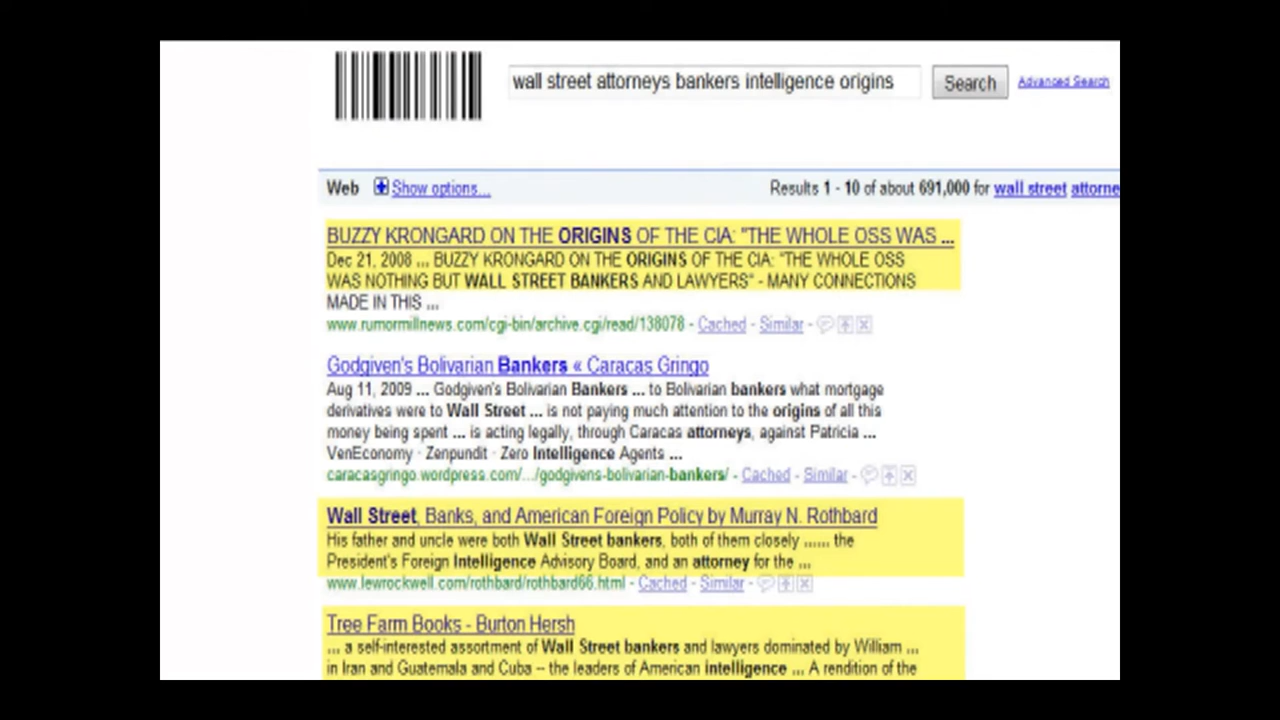 wall street attorneys bankers intelligence origins Search Advanced Search
Web Show options... Results 1 - 10 of about 691,000 for wall street attorne
BUZZY KRONGARD ON THE ORIGINS OF THE CIA: "THE WHOLE OSS WAS ...
Dec 21, 2008 ... BUZZY KRONGARD ON THE ORIGINS OF THE CIA: "THE WHOLE OSS
WAS NOTHING BUT WALL STREET BANKERS AND LAWYERS" - MANY CONNECTIONS
MADE IN THIS ...
www.rumormillnews.com/cgi-bin/archive.cgi/read/138078 - Cached - Similar -
Godgiven's Bolivarian Bankers « Caracas Gringo
Aug 11, 2009 ... Godgiven's Bolivarian Bankers ... to Bolivarian bankers what mortgage
derivatives were to Wall Street ... is not paying much attention to the origins of all this
money being spent ... is acting legally, through Caracas attorneys, against Patricia ...
VenEconomy · Zenpundit · Zero Intelligence Agents ...
caracasgringo.wordpress.com/.../godgivens-bolivarian-bankers/ - Cached - Similar -
Wall Street, Banks, and American Foreign Policy by Murray N. Rothbard
His father and uncle were both Wall Street bankers, both of them closely ...... the
President's Foreign Intelligence Advisory Board, and an attorney for the ...
www.lewrockwell.com/rothbard/rothbard66.html - Cached - Similar -
Tree Farm Books - Burton Hersh
... a self-interested assortment of Wall Street bankers and lawyers dominated by William ...
in Iran and Guatemala and Cuba -- the leaders of American intelligence ... A rendition of the